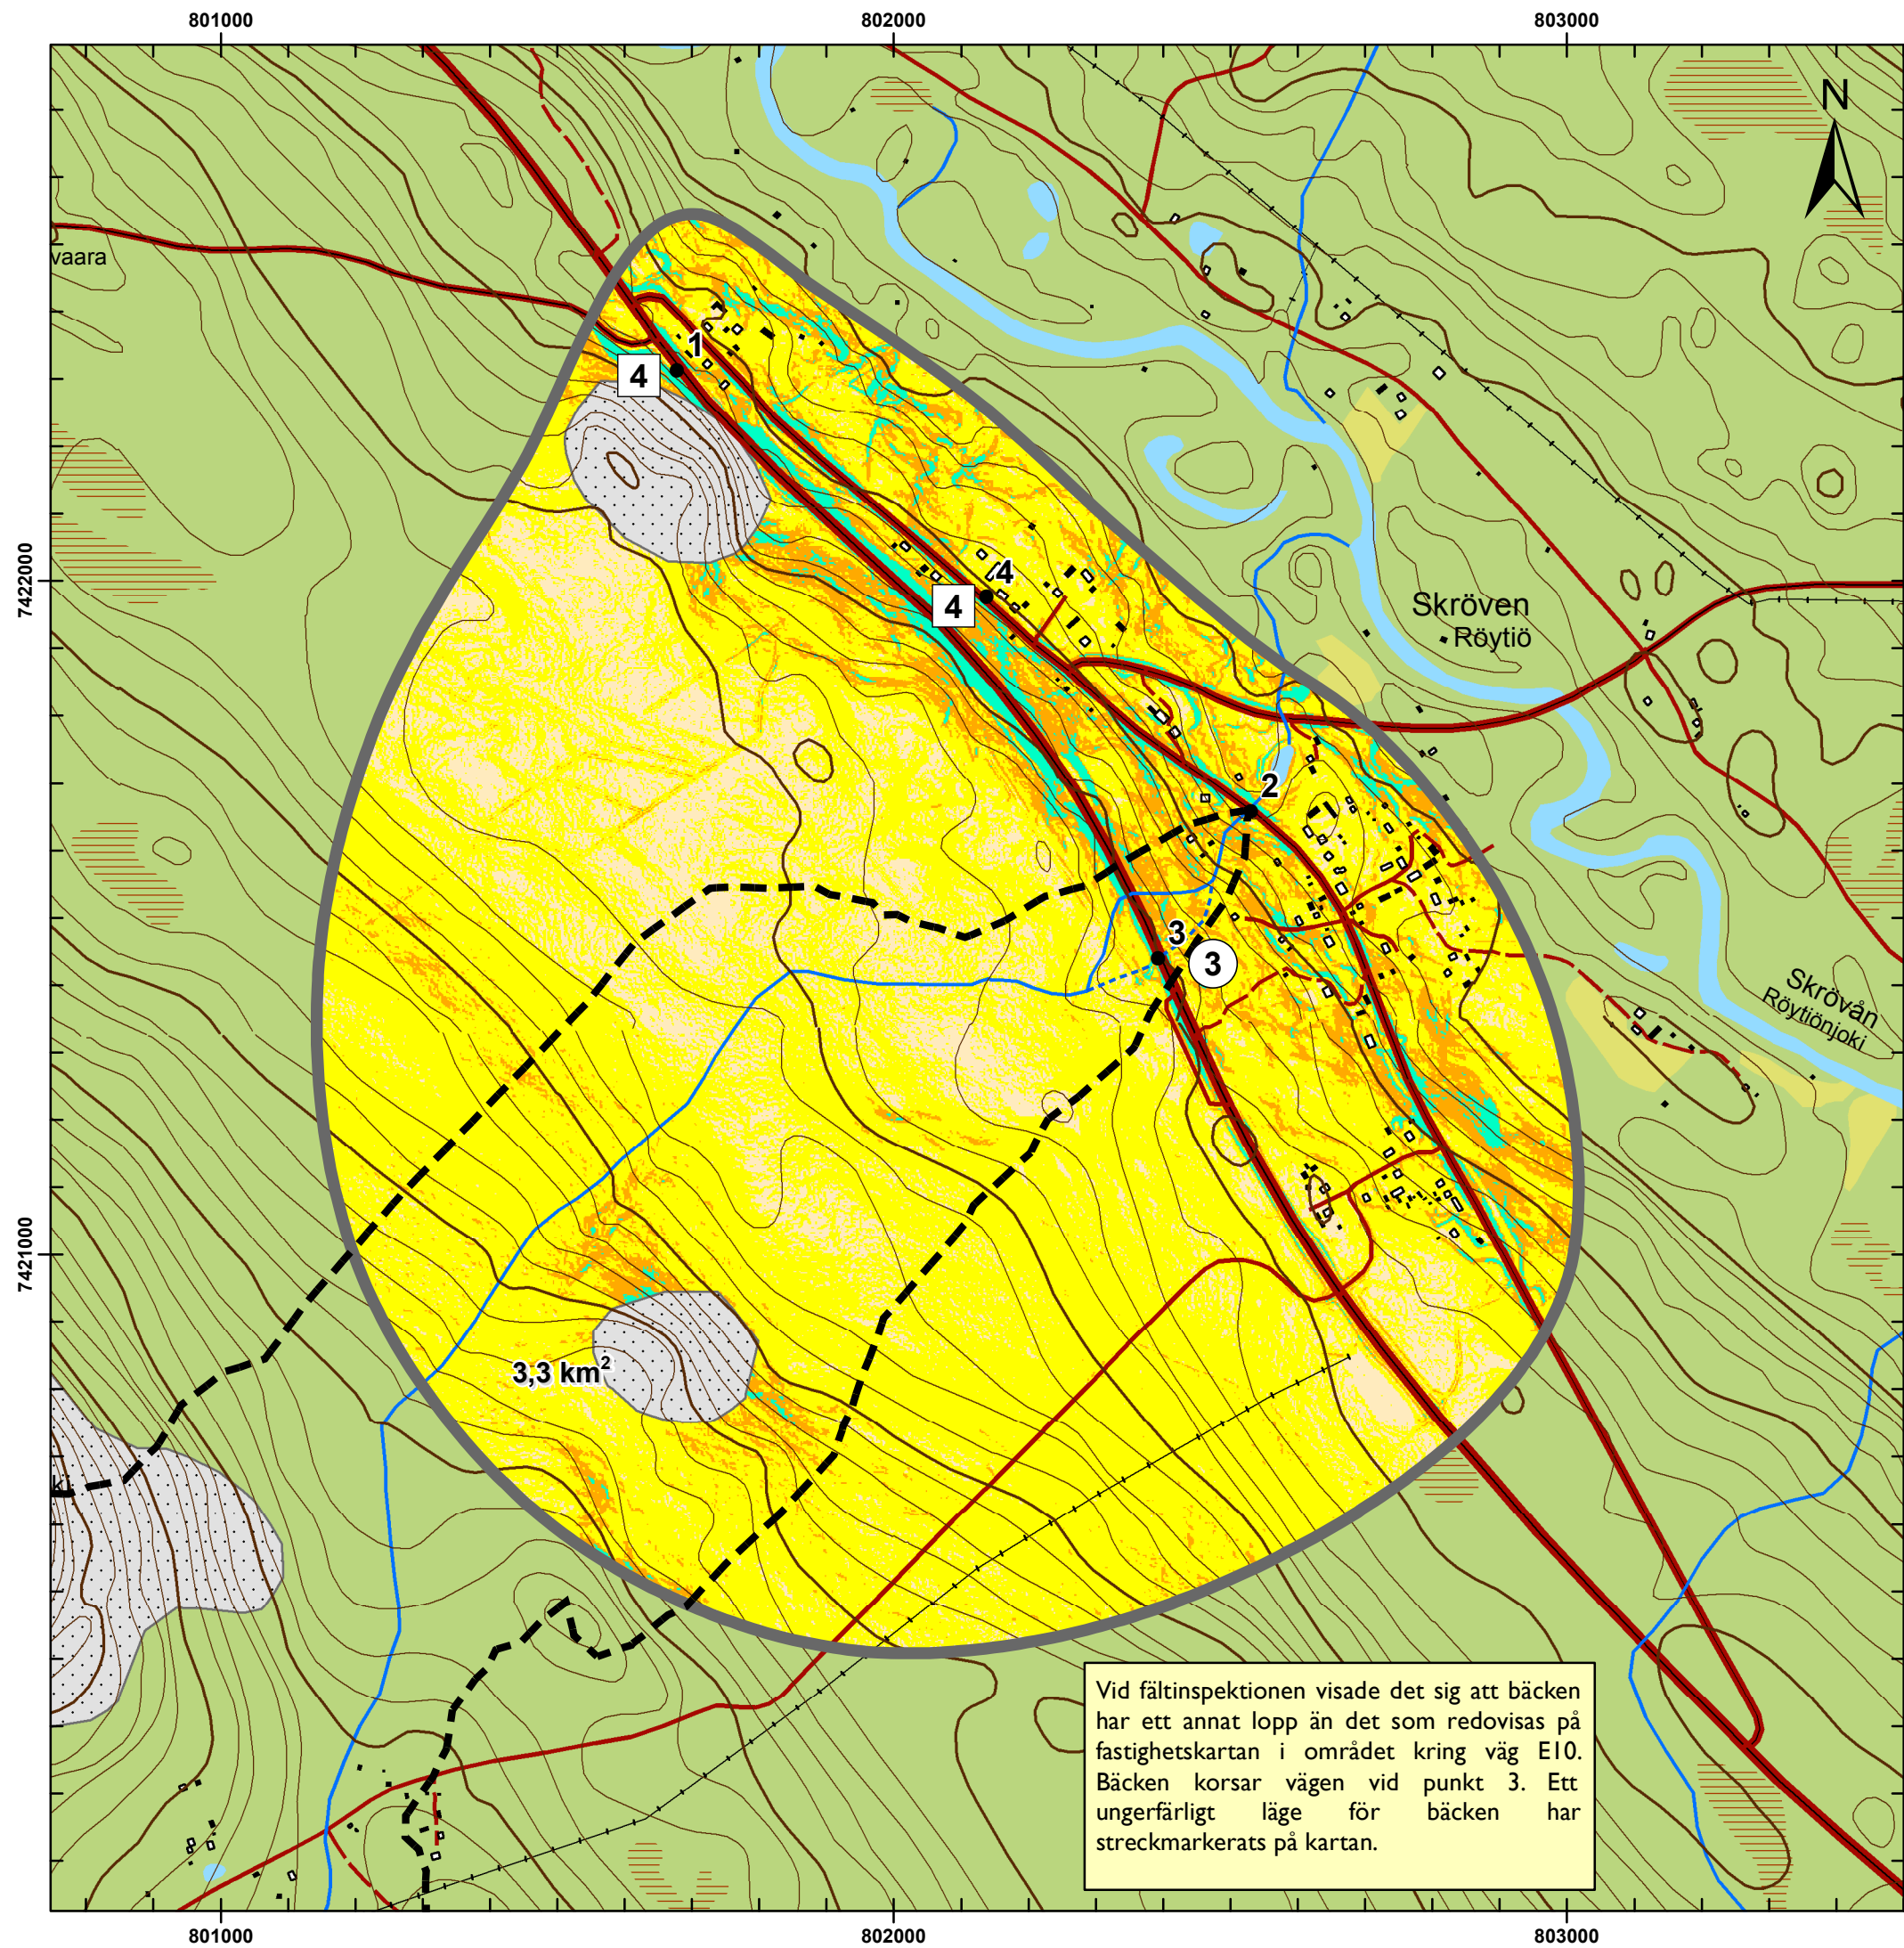 801000
802000
803000
N
vaara
1
4
7422000
4
4
Skröven
Röytiö
2
3
3
Skrövån
Röytiönjoki
7421000
3,3 km²
ki
Vid fältinspektionen visade det sig att bäcken
har ett annat lopp än det som redovisas på
fastighetskartan i området kring väg E10.
Bäcken korsar vägen vid punkt 3. Ett
ungerfärligt läge för bäcken har
streckmarkerats på kartan.
801000
802000
803000